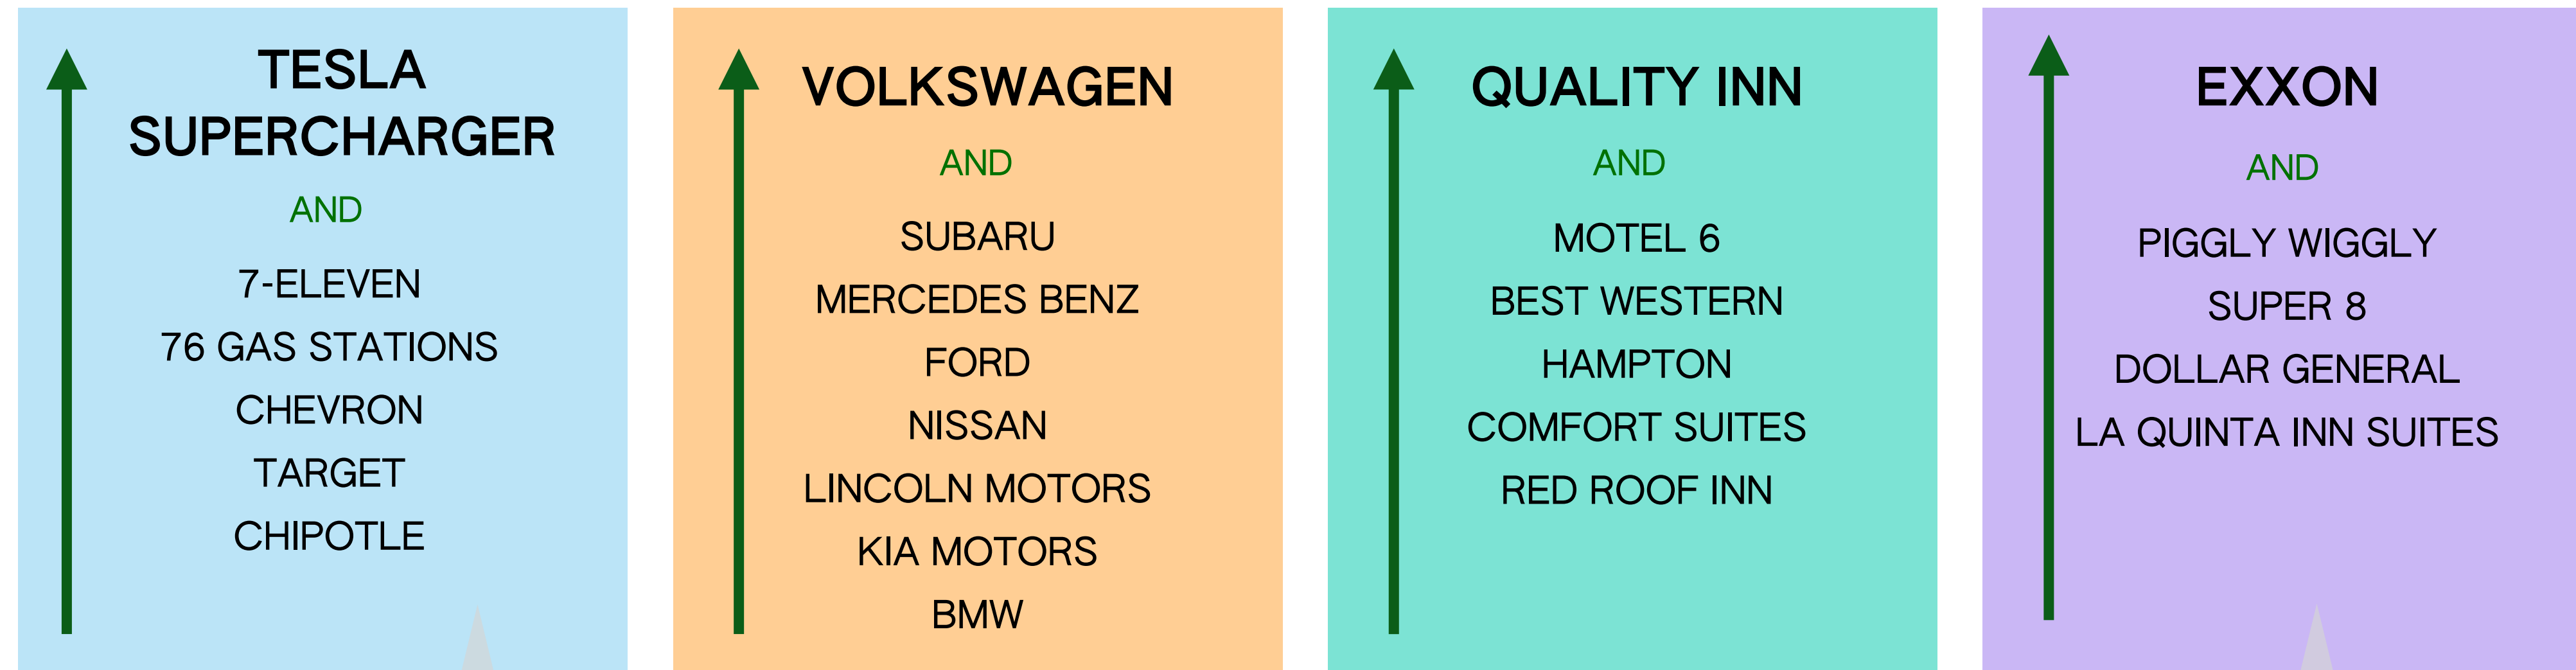 TESLA
SUPERCHARGER
AND
7-ELEVEN
76 GAS STATIONS
CHEVRON
TARGET
CHIPOTLE
VOLKSWAGEN
AND
SUBARU
MERCEDES BENZ
FORD
NISSAN
LINCOLN MOTORS
KIA MOTORS
BMW
QUALITY INN
AND
MOTEL 6
BEST WESTERN
HAMPTON
COMFORT SUITES
RED ROOF INN
EXXON
AND
PIGGLY WIGGLY
SUPER 8
DOLLAR GENERAL
LA QUINTA INN SUITES